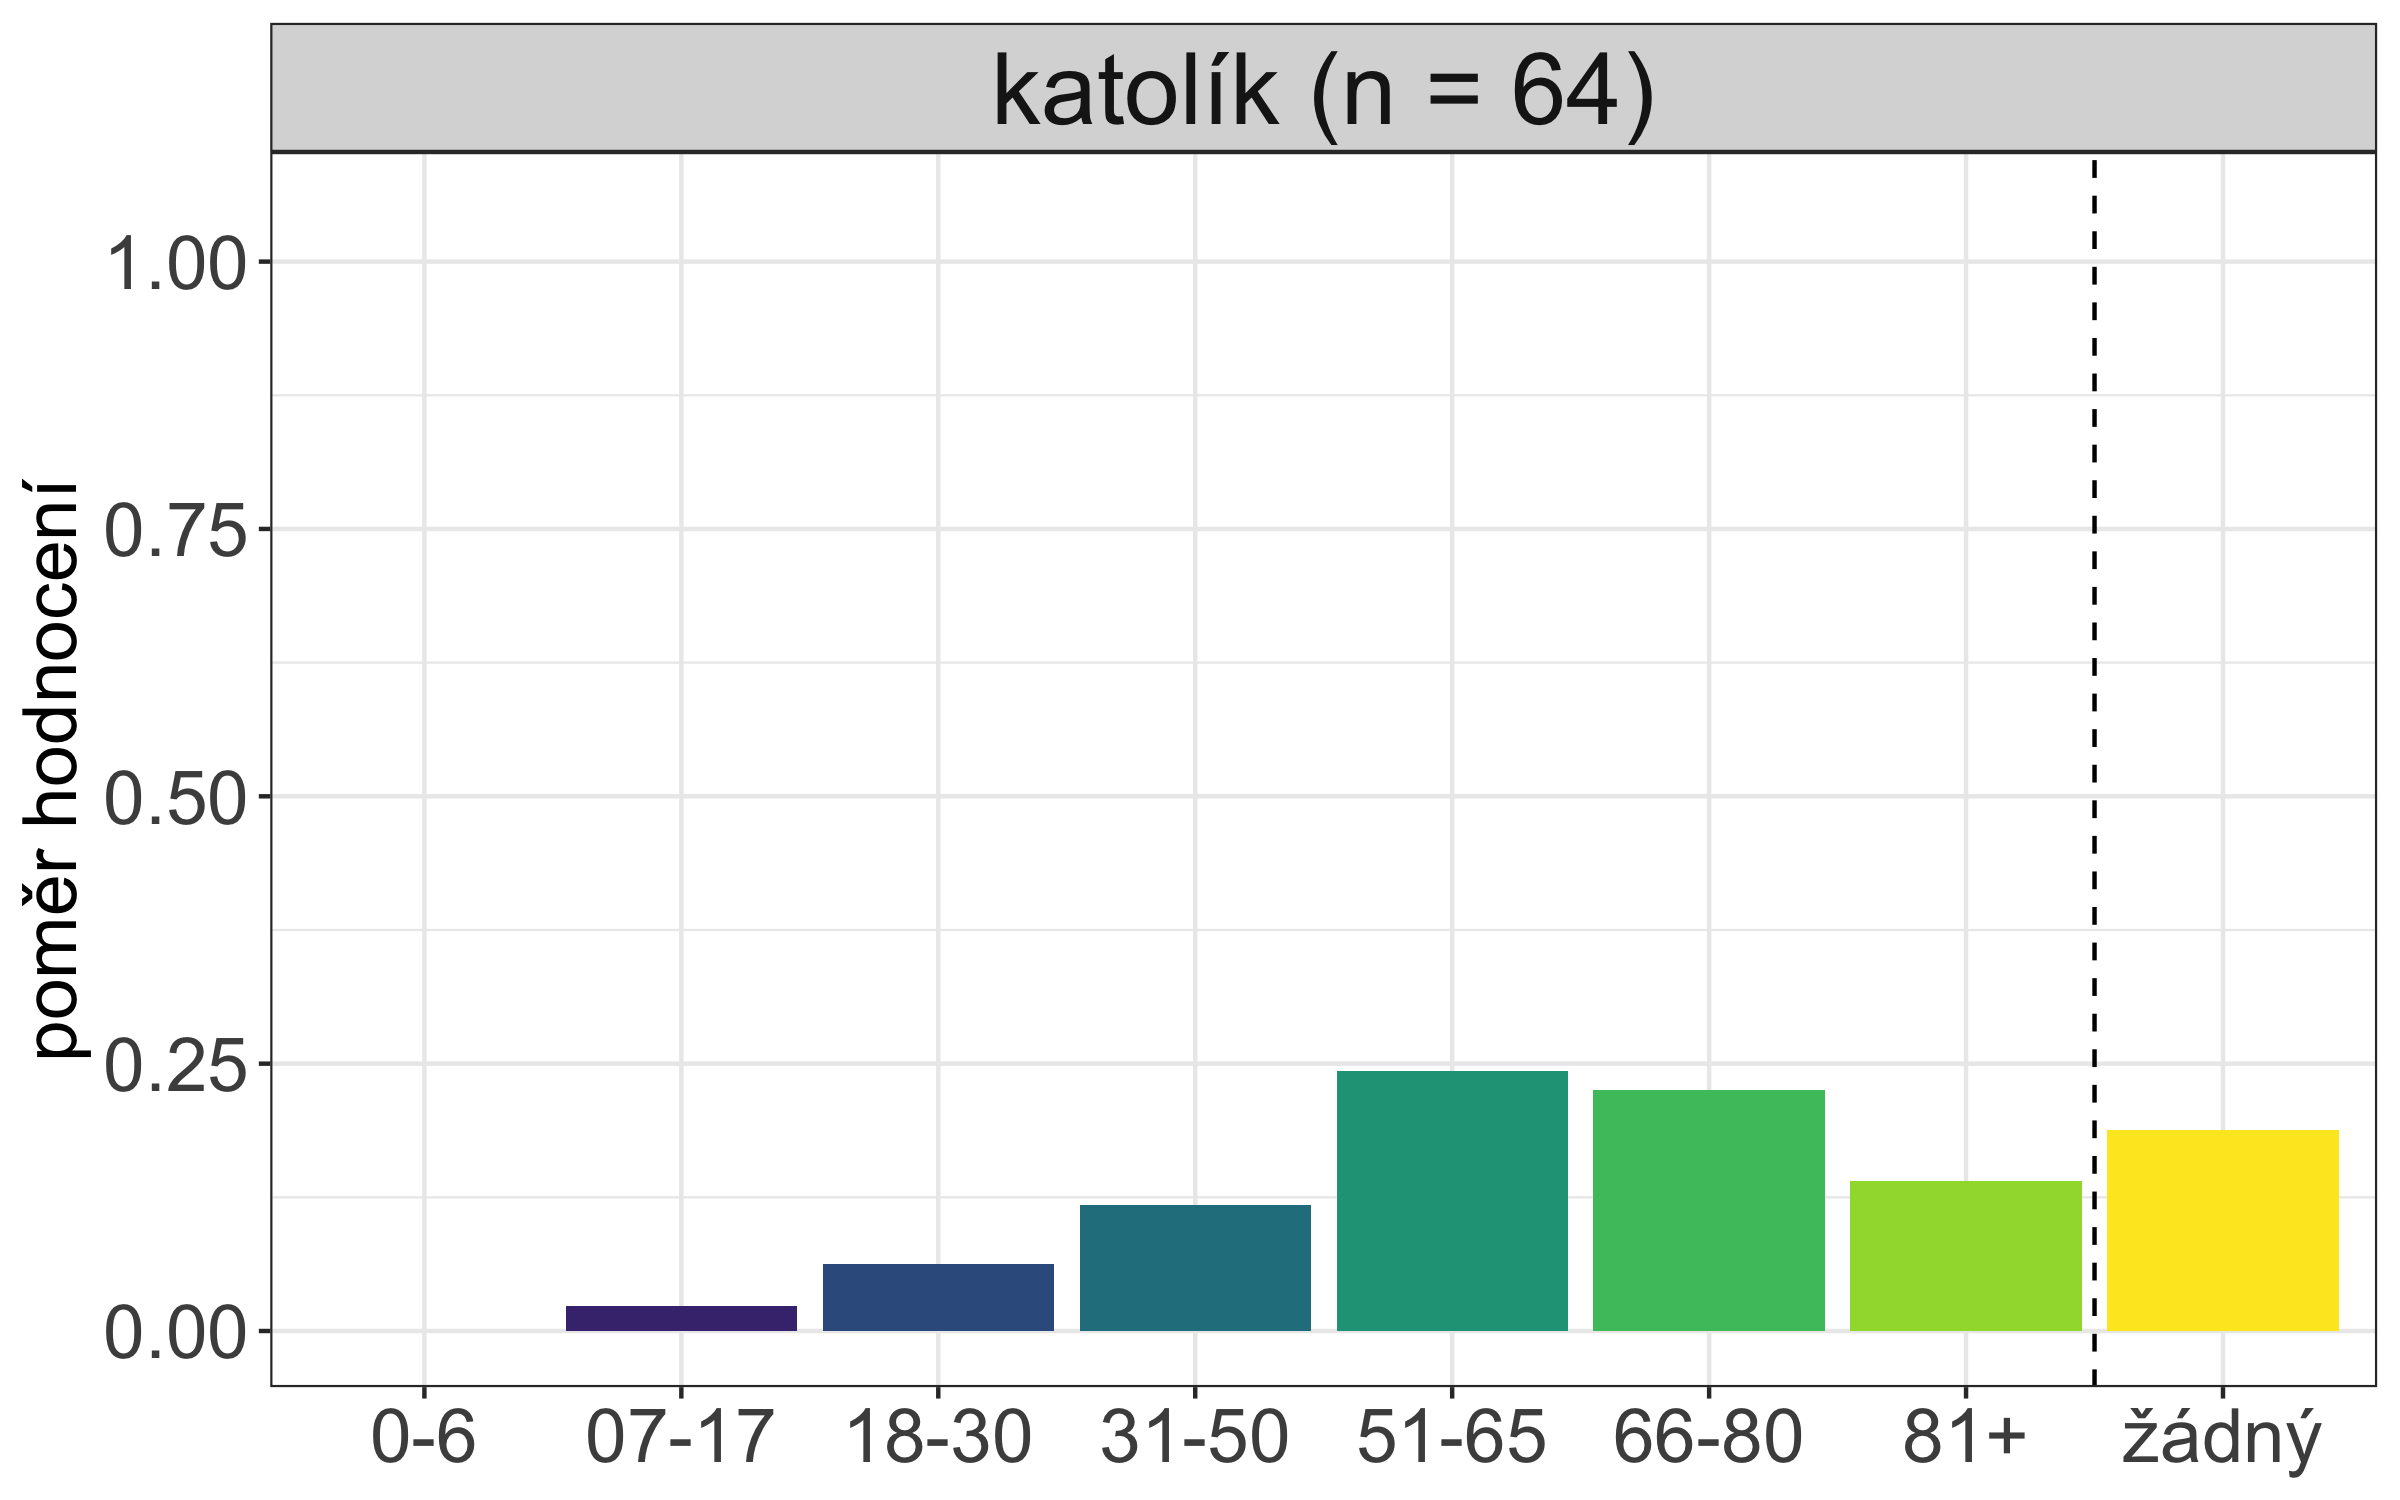 katolík (n = 64)
poměr hodnocení
1.00
0.75
0.50
0.25
0.00
0-6 07-17 18-30 31-50 51-65 66-80 81+ žádný